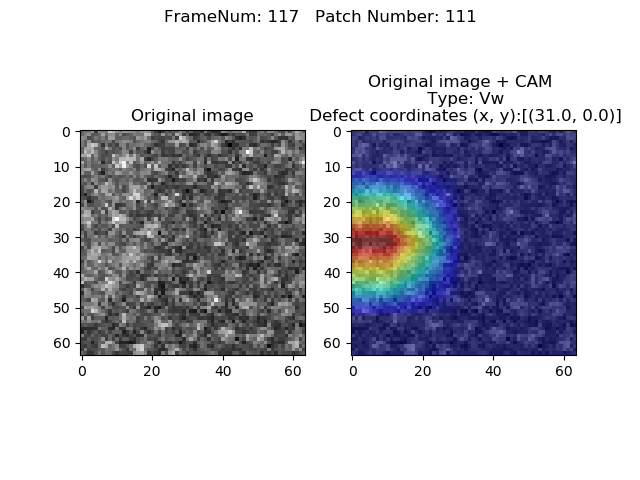 FrameNum: 117   Patch Number: 111
Original image
0
10
20
30
40
50
60
0 20 40 60
Original image + CAM
Type: Vw
Defect coordinates (x, y):[(31.0, 0.0)]
0
10
20
30
40
50
60
0 20 40 60